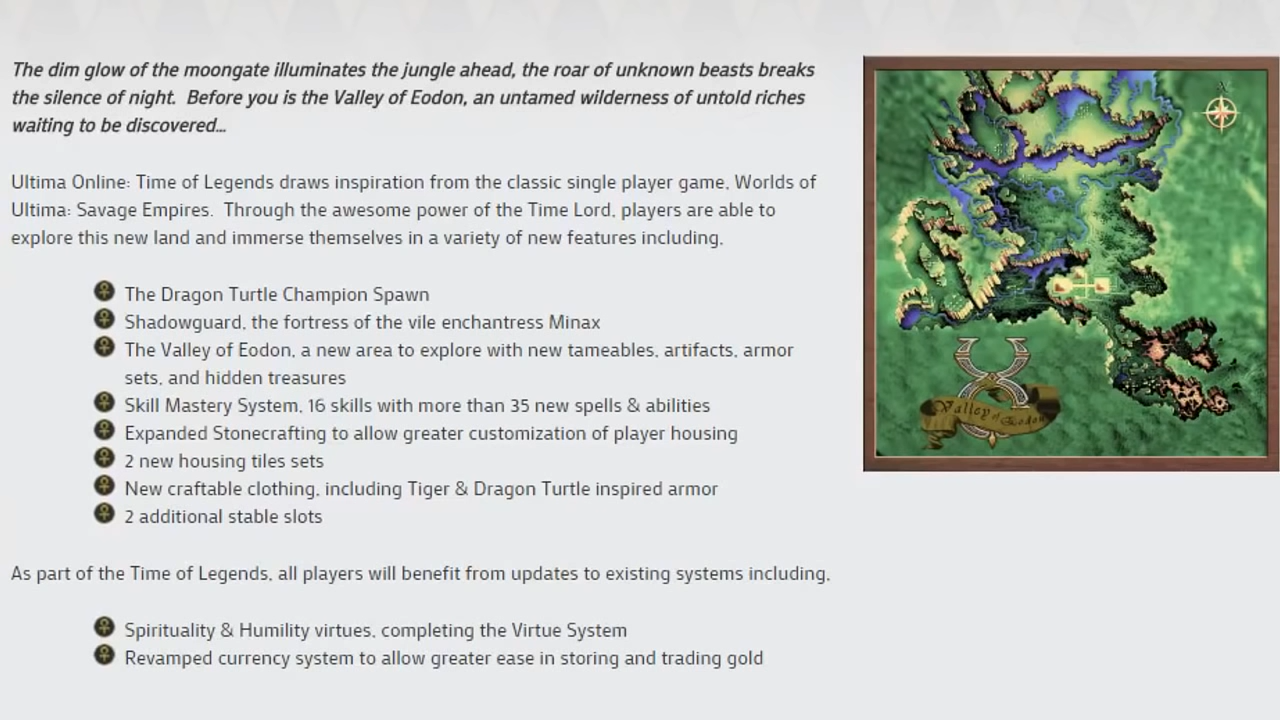 The dim glow of the moongate illuminates the jungle ahead, the roar of unknown beasts breaks
the silence of night.  Before you is the Valley of Eodon, an untamed wilderness of untold riches
waiting to be discovered...
Ultima Online: Time of Legends draws inspiration from the classic single player game, Worlds of
Ultima: Savage Empires.  Through the awesome power of the Time Lord, players are able to
explore this new land and immerse themselves in a variety of new features including,
The Dragon Turtle Champion Spawn
Shadowguard, the fortress of the vile enchantress Minax
The Valley of Eodon, a new area to explore with new tameables, artifacts, armor
sets, and hidden treasures
Skill Mastery System, 16 skills with more than 35 new spells & abilities
Expanded Stonecrafting to allow greater customization of player housing
2 new housing tiles sets
New craftable clothing, including Tiger & Dragon Turtle inspired armor
2 additional stable slots
As part of the Time of Legends, all players will benefit from updates to existing systems including,
Spirituality & Humility virtues, completing the Virtue System
Revamped currency system to allow greater ease in storing and trading gold
N
Valley of Eodon